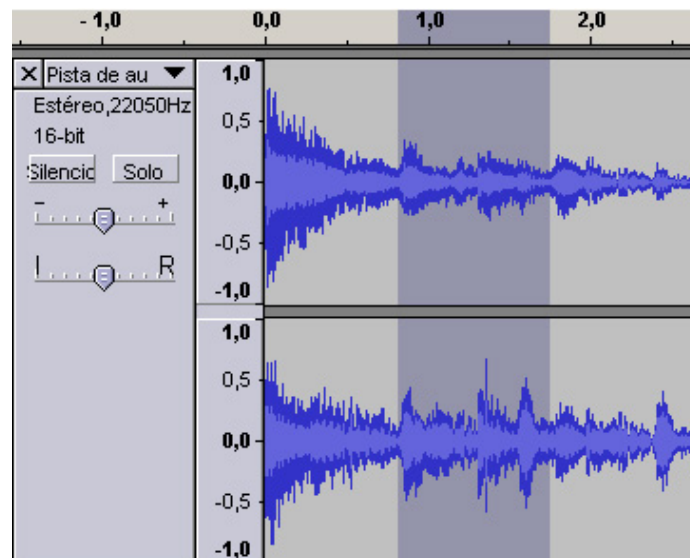 - 1,0 0,0 1,0 2,0
X Pista de au
Estéreo,22050Hz
16-bit
Silencic Solo
- +
I R
1,0
0,5
0,0
-0,5
-1,0
1,0
0,5
0,0
-0,5
-1,0